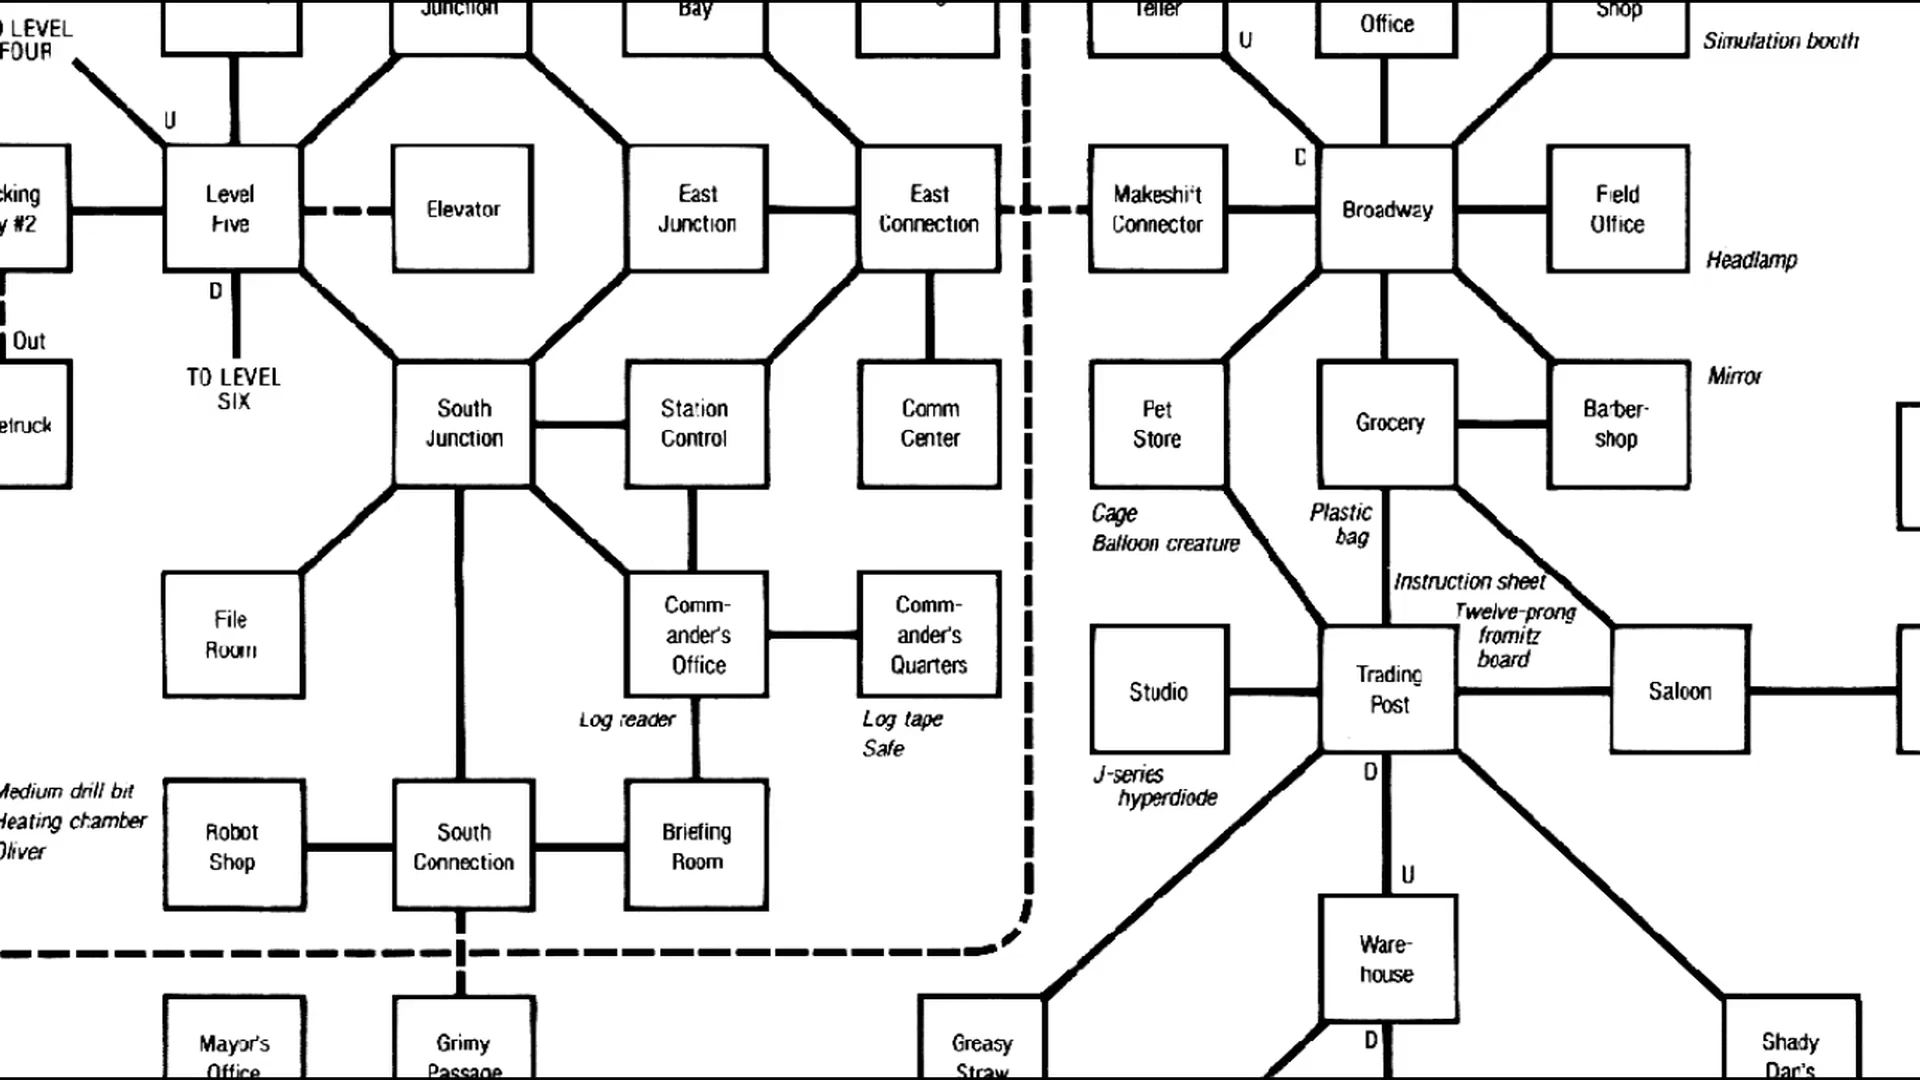 Junction
Bay
Teller
Office
Shop
Simulation booth
LEVEL
FOUR
U
U
D
#2
Level
Five
Elevator
East
Junction
East
Connection
Makeshift
Connector
Broadway
Field
Office
Headlamp
D
Out
TO LEVEL
SIX
South
Junction
Station
Control
Comm
Center
Pet
Store
Grocery
Barber-
shop
Mirror
Cage
Balloon creature
Plastic
bag
Instruction sheet
Twelve-prong
fromitz
board
File
Room
Comm-
ander's
Office
Comm-
ander's
Quarters
Studio
Trading
Post
Saloon
Log reader
Log tape
Safe
J-series
hyperdiode
D
Medium drill bit
Heating chamber
Oliver
Robot
Shop
South
Connection
Briefing
Room
U
Ware-
house
D
Mayor's
Office
Grimy
Passage
Greasy
Straw
Shady
Dan's